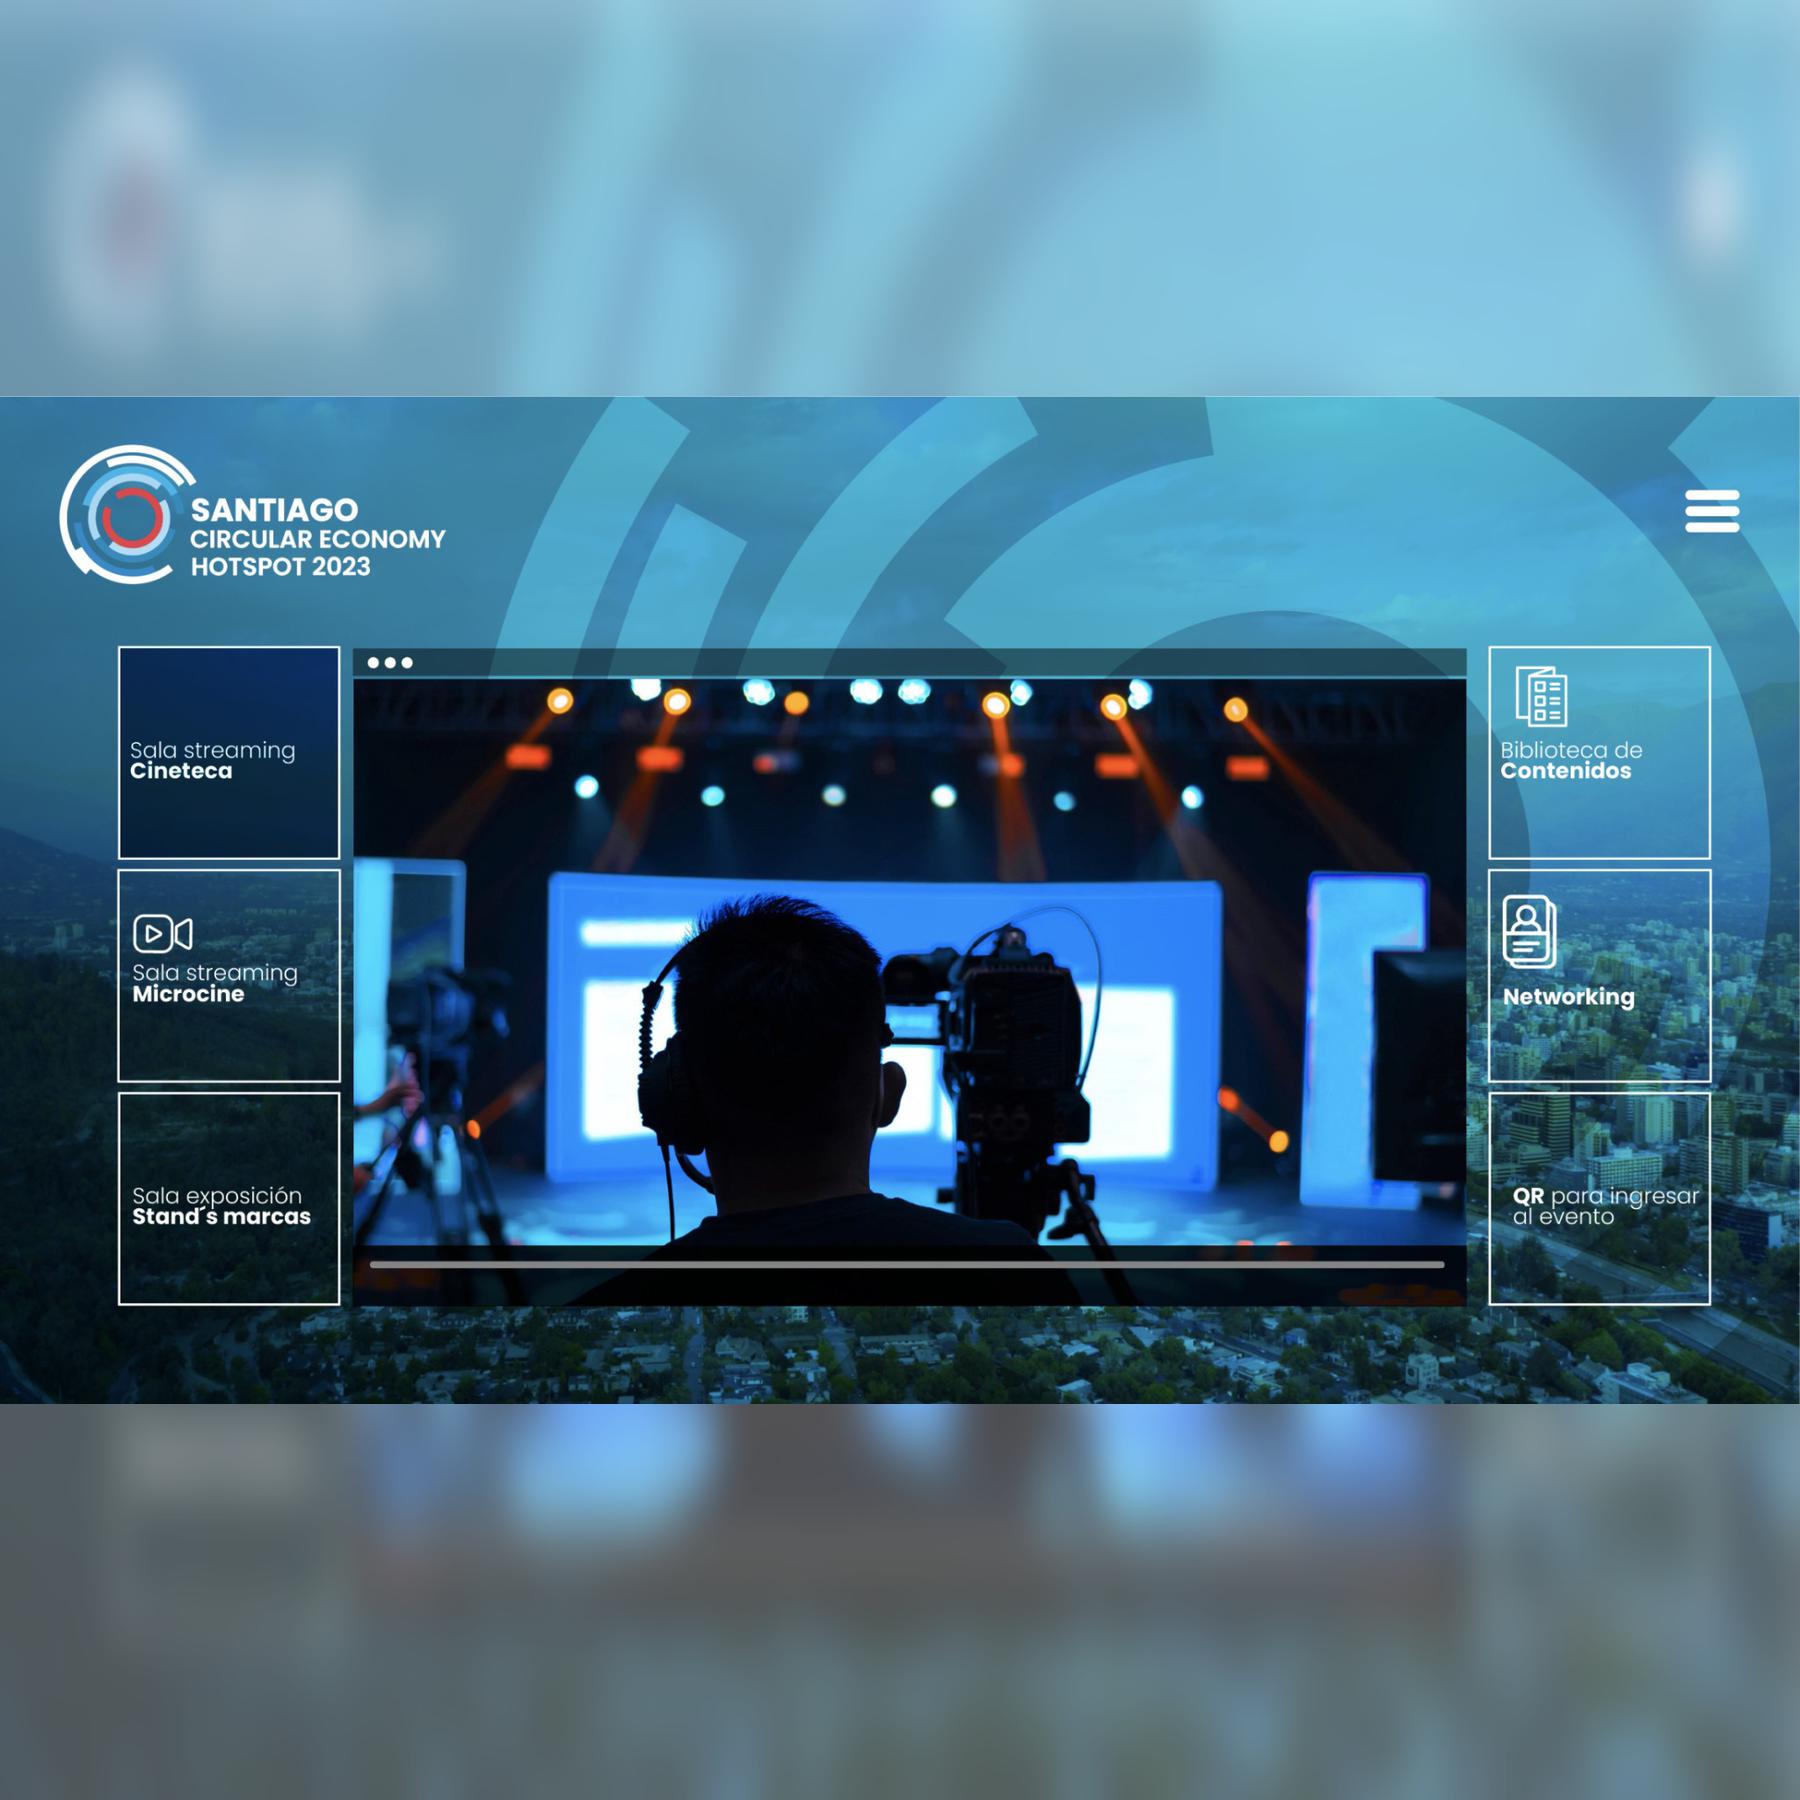 SANTIAGO
CIRCULAR ECONOMY
HOTSPOT 2023
Sala streaming
Cineteca
Sala streaming
Microcine
Sala exposición
Stand´s marcas
Biblioteca de
Contenidos
Networking
QR para ingresar
al evento